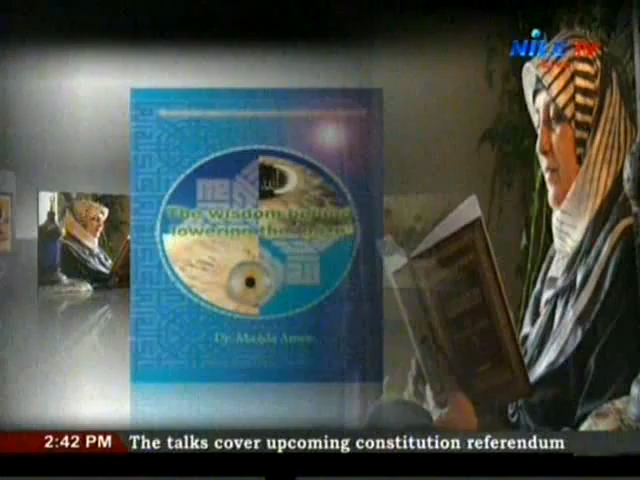 NILE TV
The wisdom behind
lowering the gaze
Dr. Magda Amer
2:42 PM The talks cover upcoming constitution referendum